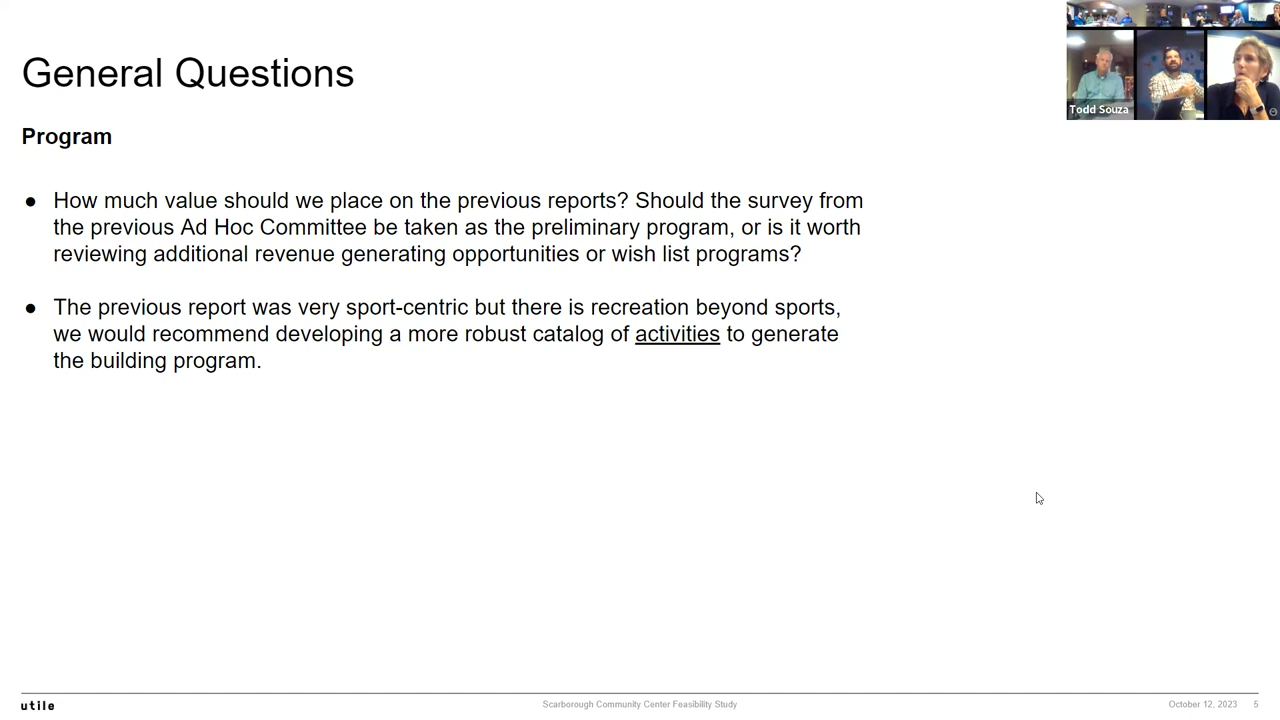 General Questions
Program
● How much value should we place on the previous reports? Should the survey from
the previous Ad Hoc Committee be taken as the preliminary program, or is it worth
reviewing additional revenue generating opportunities or wish list programs?
● The previous report was very sport-centric but there is recreation beyond sports,
we would recommend developing a more robust catalog of activities to generate
the building program.
Todd Souza
utile
Scarborough Community Center Feasibility Study
October 12, 2023 5